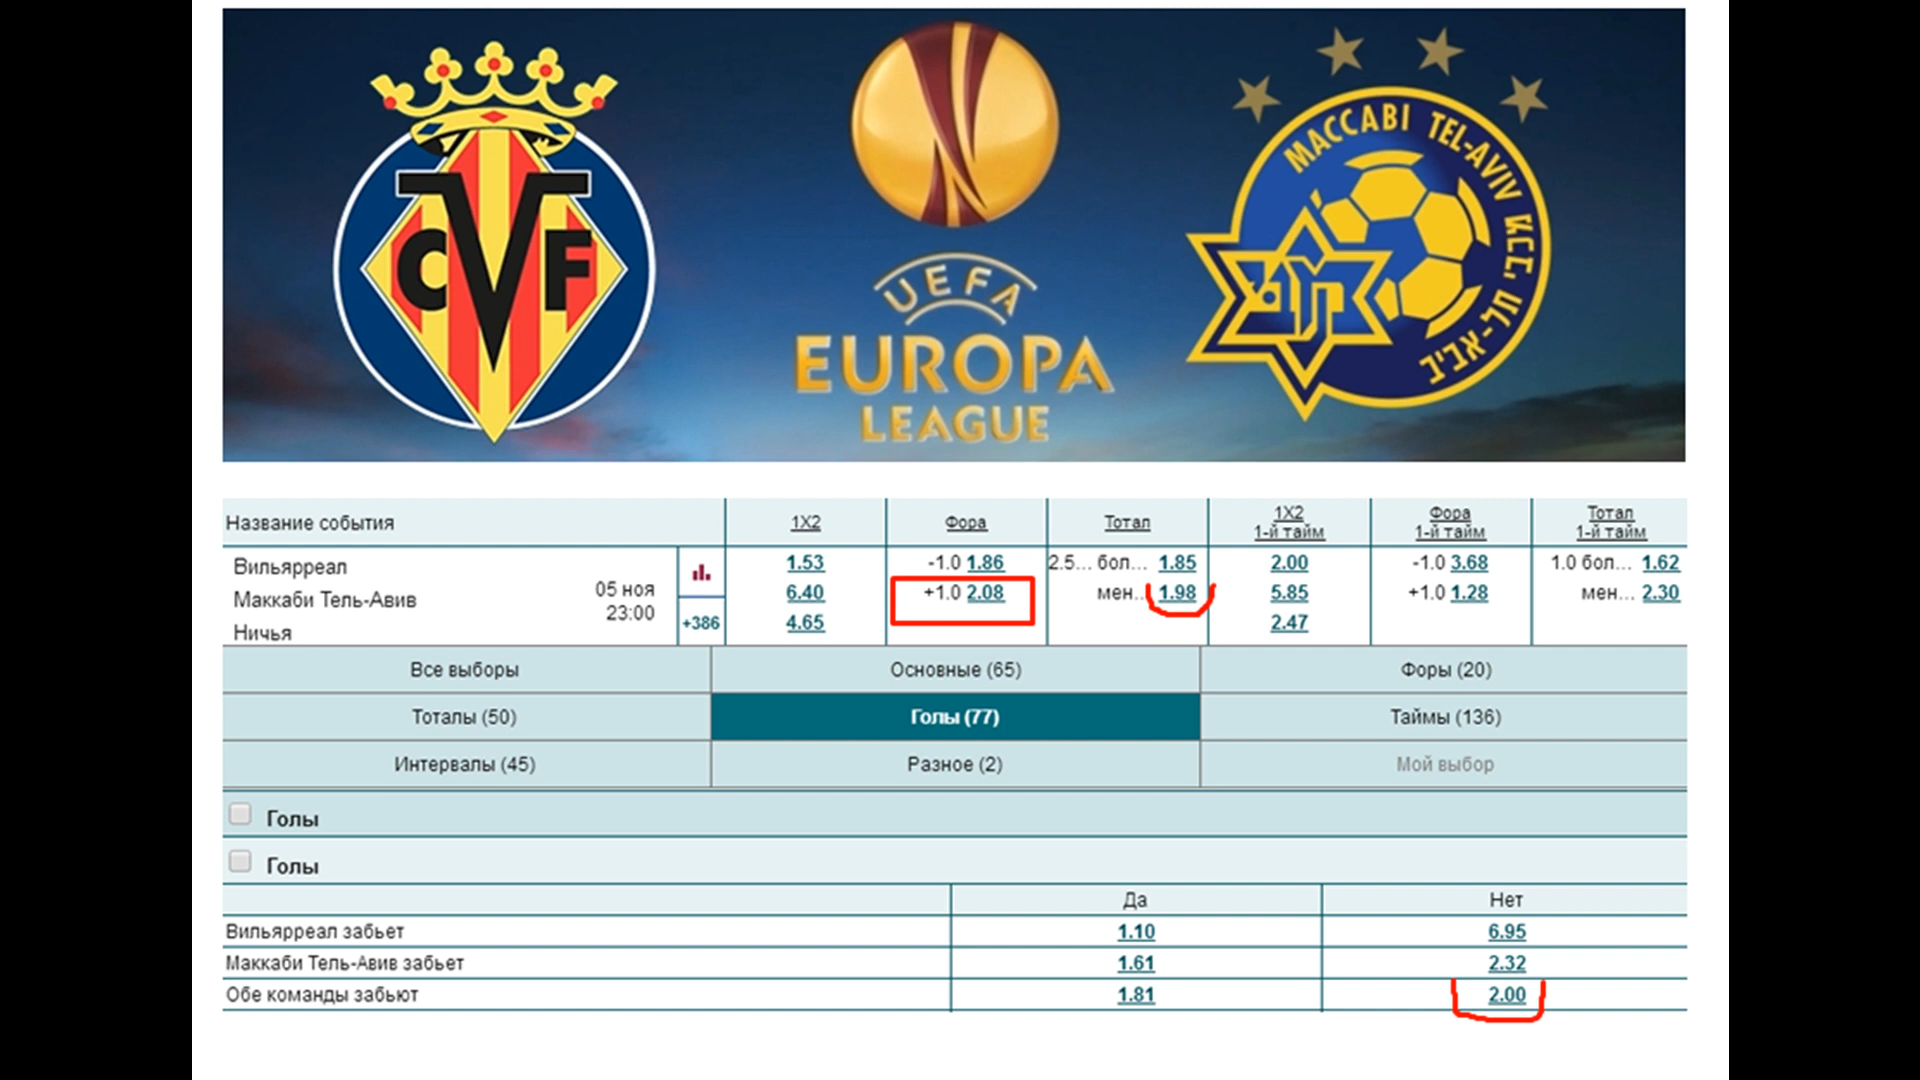 CVF
UEFA
EUROPA
LEAGUE
MACCABI TEL-AVIV מכבי תל-אביב
Название события 1X2 Фора Тотал 1X2 1-й тайм Фора 1-й тайм Тотал 1-й тайм
Вильярреал 1.53 -1.0 1.86 2.5... бол... 1.85 2.00 -1.0 3.68 1.0 бол... 1.62
Маккаби Тель-Авив 05 ноя 23:00 6.40 +1.0 2.08 мен... 1.98 5.85 +1.0 1.28 мен... 2.30
Ничья +386 4.65 2.47
Все выборы Основные (65) Форы (20)
Тоталы (50) Голы (77) Таймы (136)
Интервалы (45) Разное (2) Мой выбор
Голы
Голы
Да Нет
Вильярреал забьет 1.10 6.95
Маккаби Тель-Авив забьет 1.61 2.32
Обе команды забьют 1.81 2.00